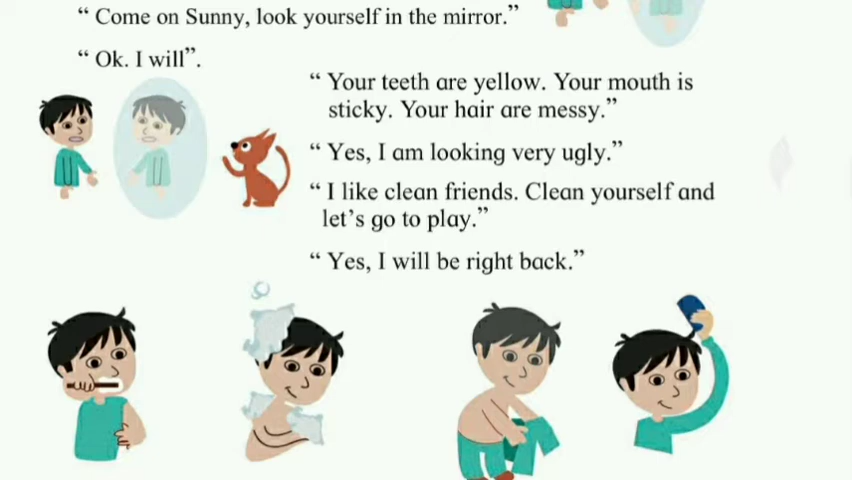 “ Come on Sunny, look yourself in the mirror.”
“ Ok. I will”.
“ Your teeth are yellow. Your mouth is
sticky. Your hair are messy.”
“ Yes, I am looking very ugly.”
“ I like clean friends. Clean yourself and
let’s go to play.”
“ Yes, I will be right back.”